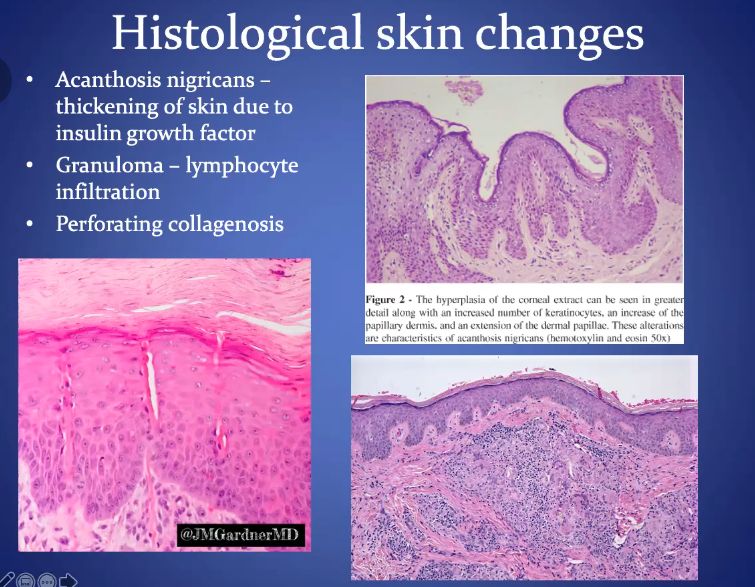 Histological skin changes
• Acanthosis nigricans –
thickening of skin due to
insulin growth factor
• Granuloma – lymphocyte
infiltration
• Perforating collagenosis
Figure 2 - The hyperplasia of the corneal extract can be seen in greater
detail along with an increased number of keratinocytes, an increase of the
papillary dermis, and an extension of the dermal papillae. These alterations
are characteristics of acanthosis nigricans (hemotoxylin and eosin 50x)
@JMGardnerMD